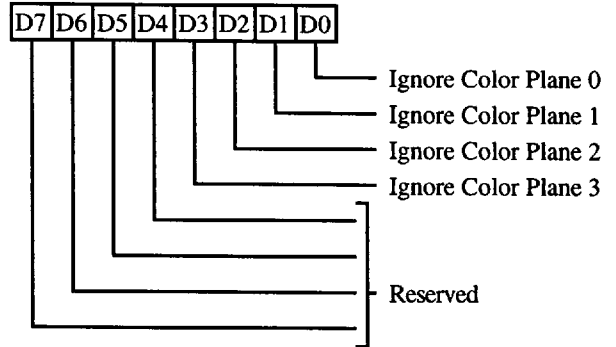 D7 D6 D5 D4 D3 D2 D1 D0
Ignore Color Plane 0
Ignore Color Plane 1
Ignore Color Plane 2
Ignore Color Plane 3
Reserved